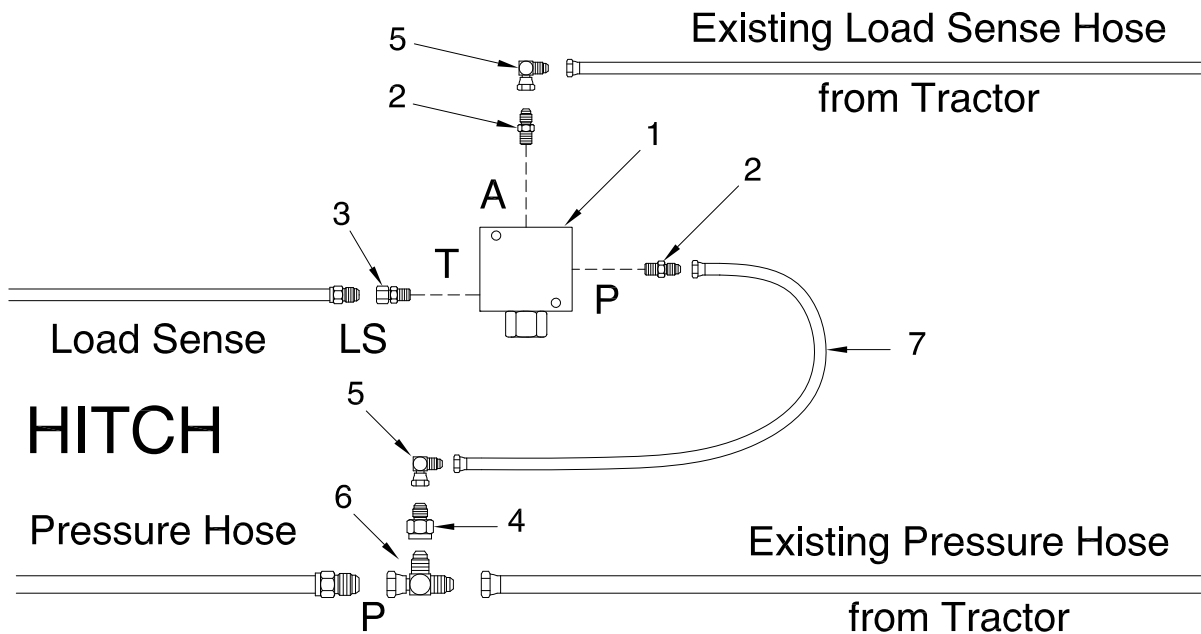 5
Existing Load Sense Hose
from Tractor
2
1
2
A
3
T
P
Load Sense
LS
7
5
HITCH
6
4
Pressure Hose
Existing Pressure Hose
P
from Tractor